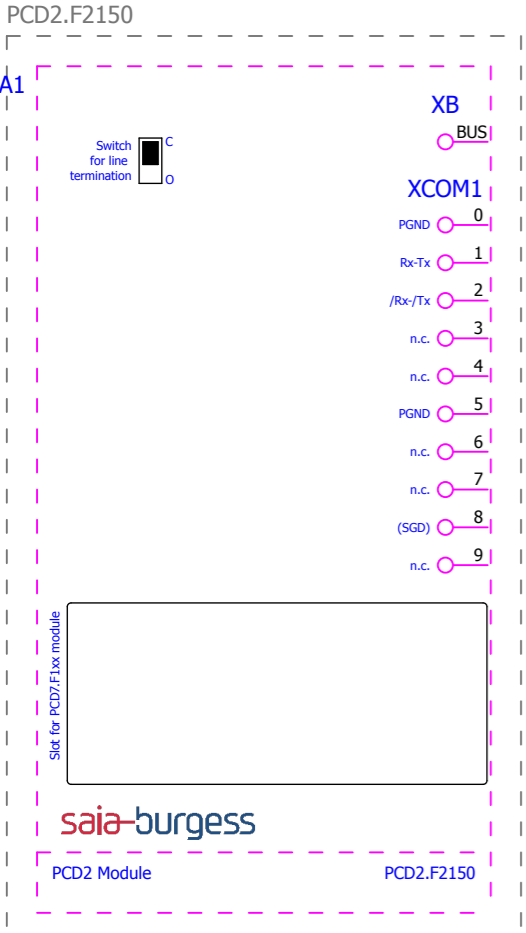 PCD2.F2150
A1
XB
BUS
Switch
for line
termination
C
O
XCOM1
PGND 0
Rx-Tx 1
/Rx-/Tx 2
n.c. 3
n.c. 4
PGND 5
n.c. 6
n.c. 7
(SGD) 8
n.c. 9
Slot for PCD7.F1xx module
saia-burgess
PCD2 Module PCD2.F2150